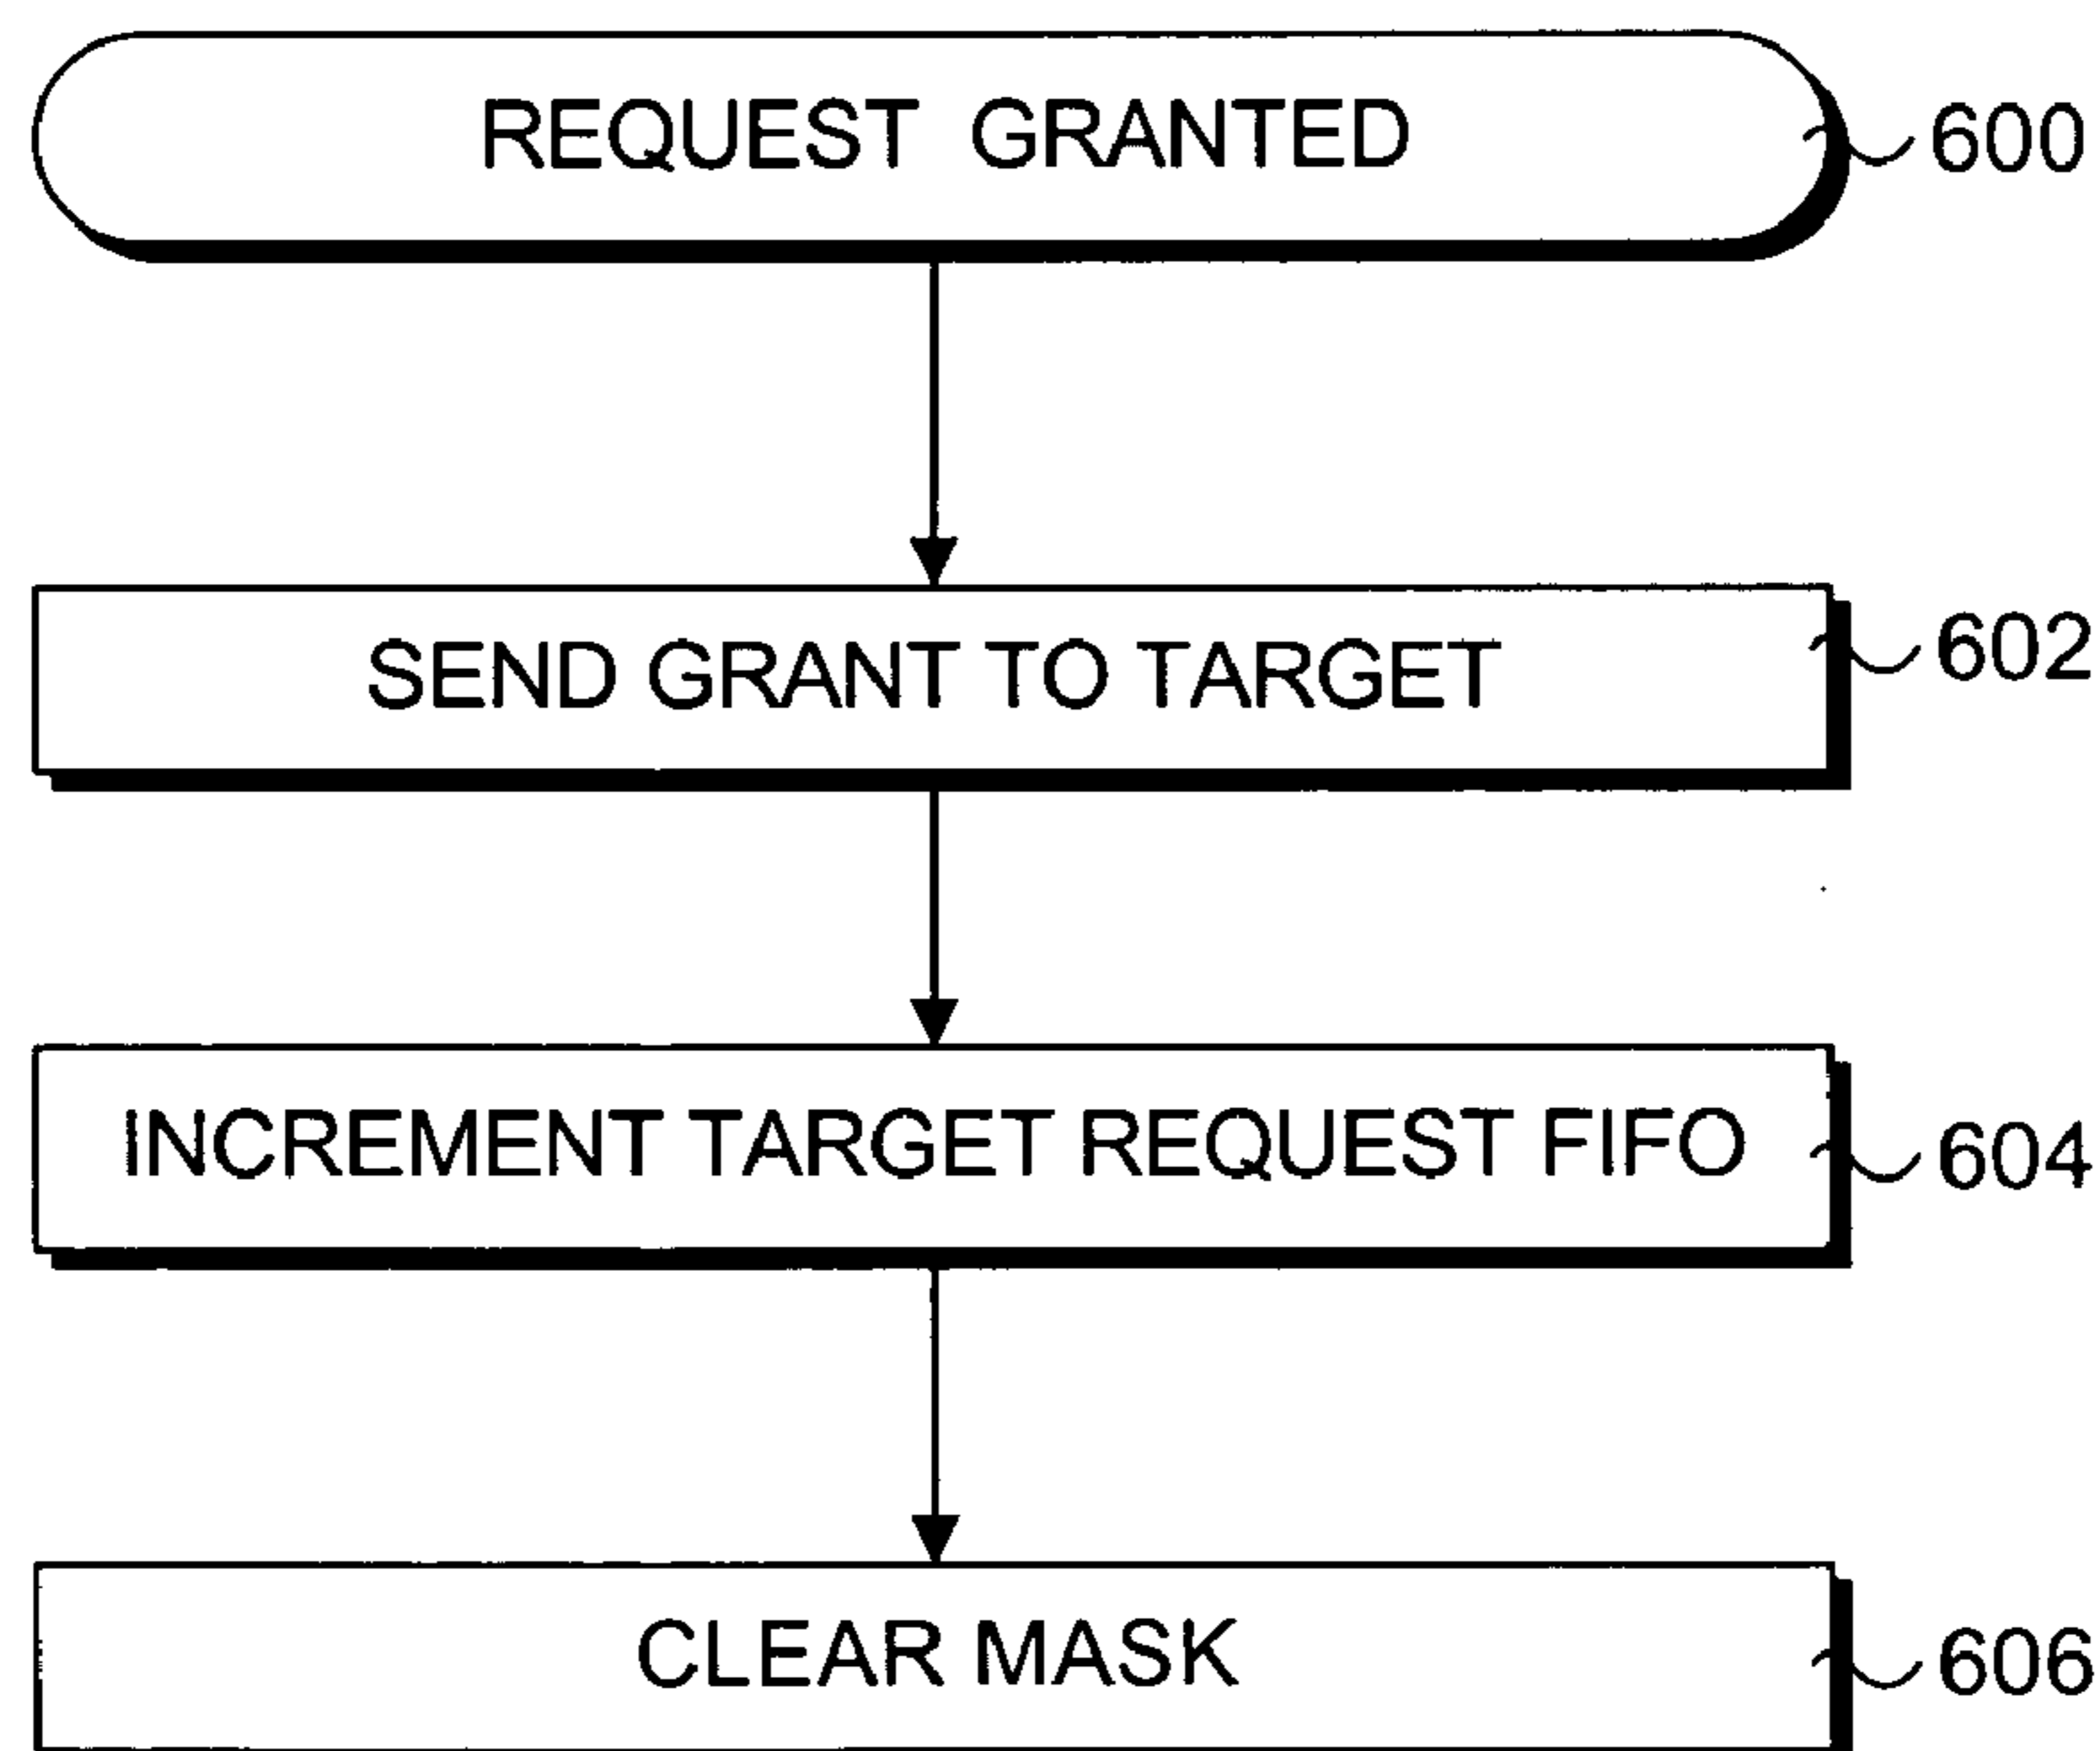 REQUEST GRANTED
600
SEND GRANT TO TARGET
602
INCREMENT TARGET REQUEST FIFO
604
CLEAR MASK
606